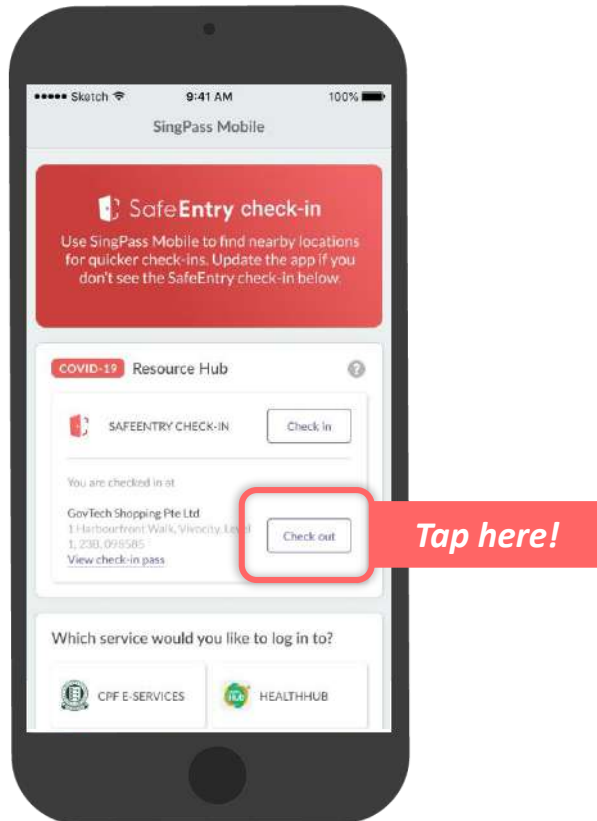 ••••• Sketch 9:41 AM 100%
SingPass Mobile
SafeEntry check-in
Use SingPass Mobile to find nearby locations
for quicker check-ins. Update the app if you
don't see the SafeEntry check-in below.
COVID-19 Resource Hub ?
SAFEENTRY CHECK-IN Check in
You are checked in at
GovTech Shopping Pte Ltd
1 Harbourfront Walk, Vivocity, Level
1, 23B, 098585
View check-in pass
Check out
Tap here!
Which service would you like to log in to?
CPF E-SERVICES HEALTHHUB